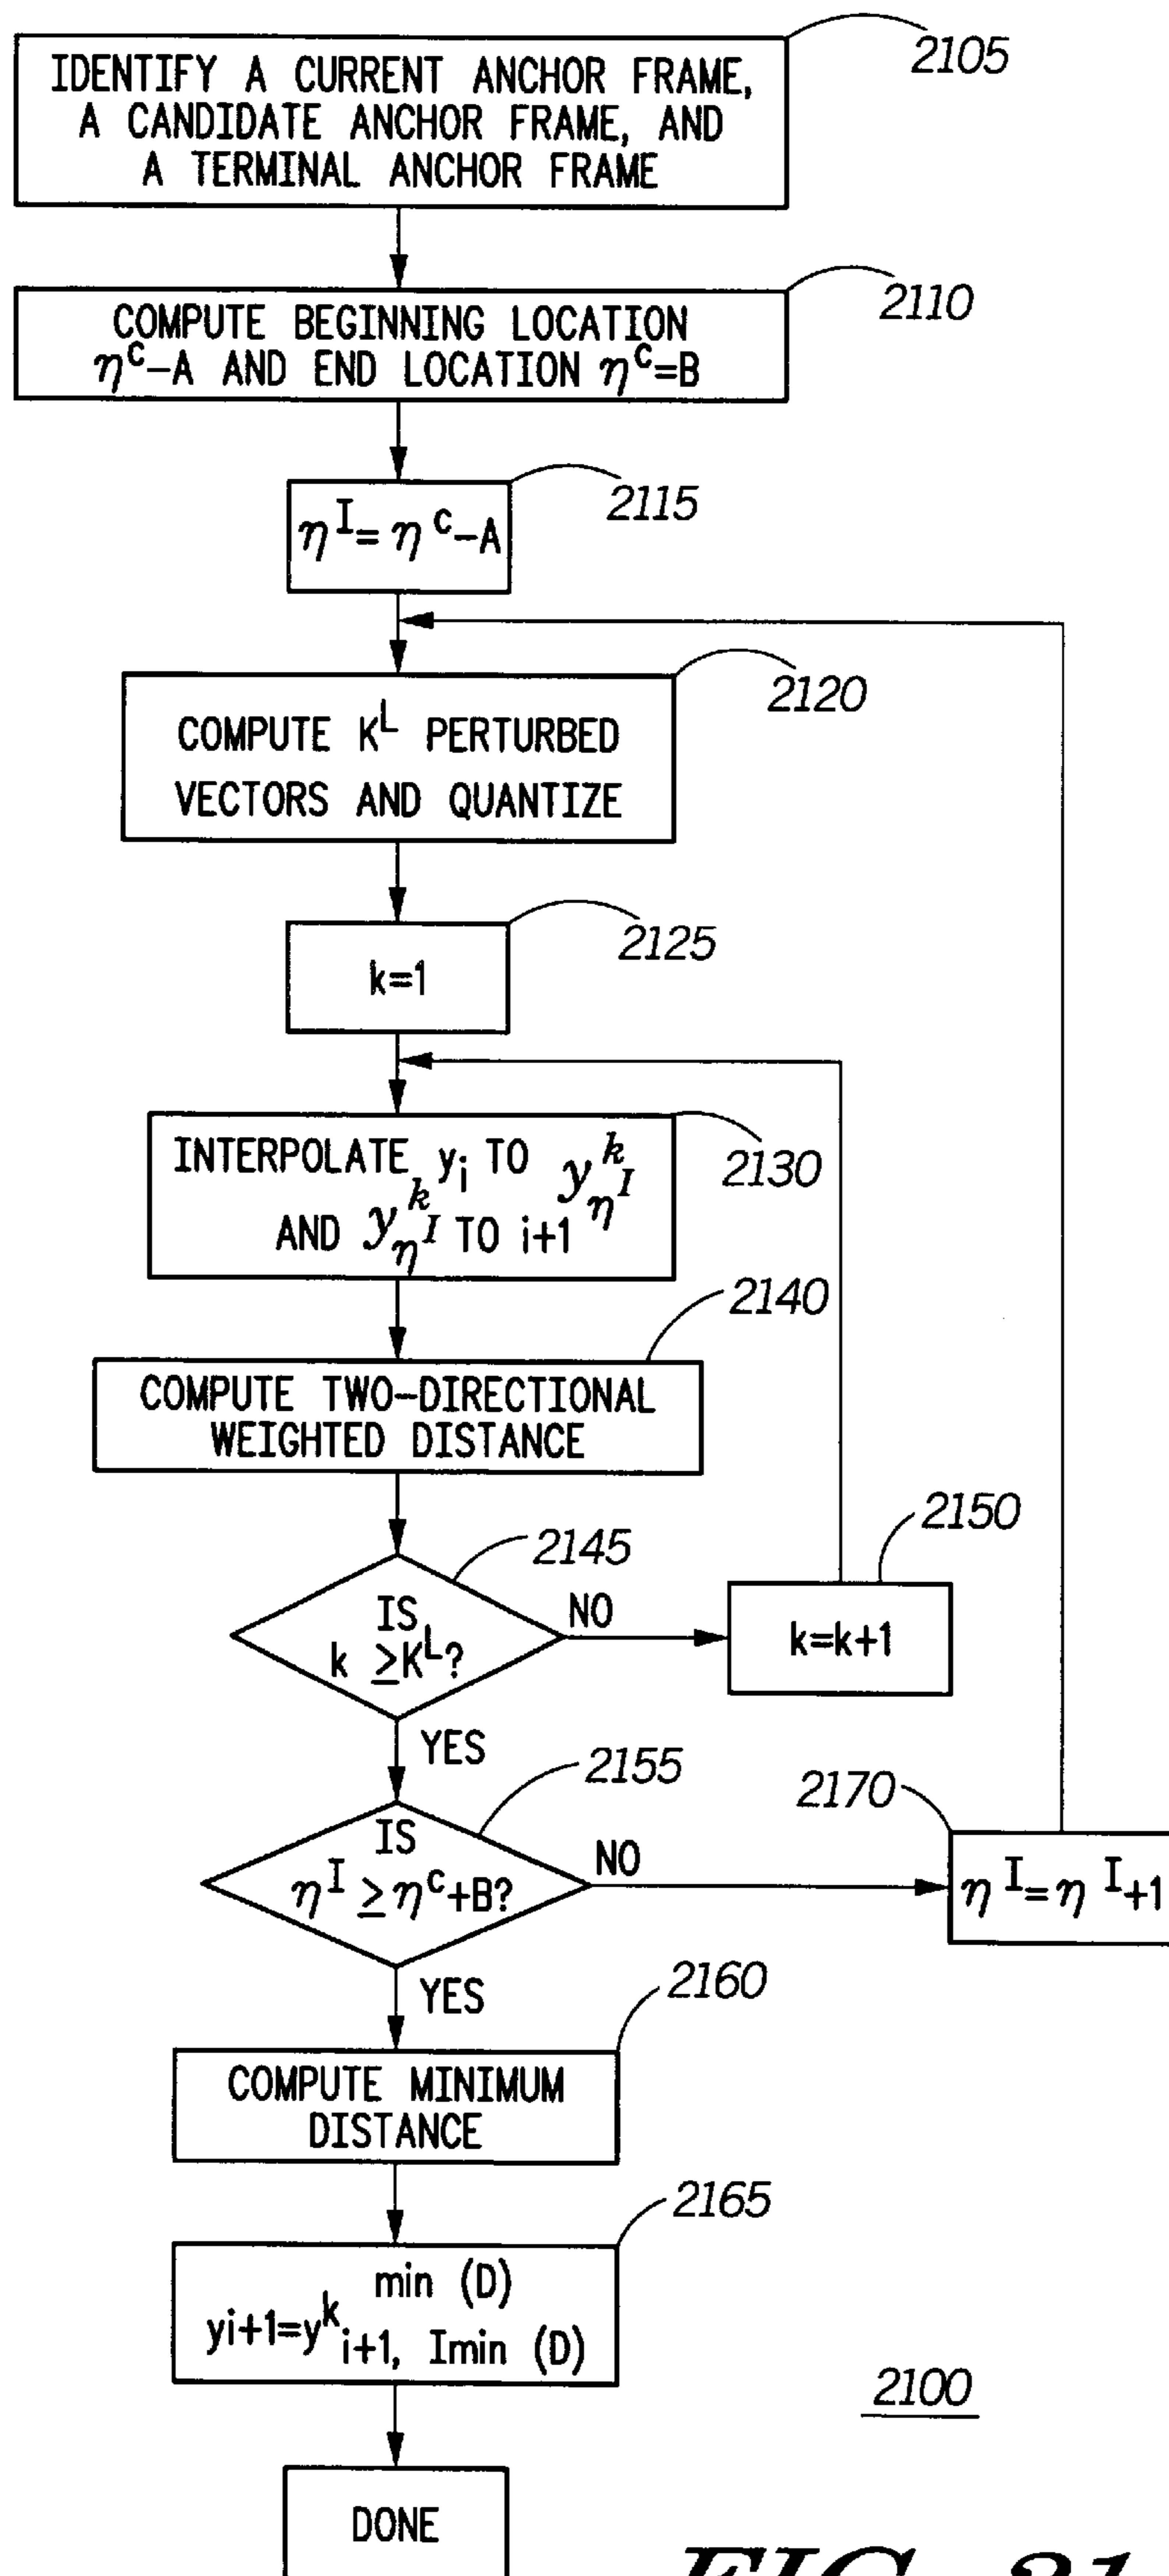 2105
IDENTIFY A CURRENT ANCHOR FRAME,
A CANDIDATE ANCHOR FRAME, AND
A TERMINAL ANCHOR FRAME
2110
COMPUTE BEGINNING LOCATION
η^c–A AND END LOCATION η^c=B
2115
η^I= η^c–A
2120
COMPUTE K^L PERTURBED
VECTORS AND QUANTIZE
2125
k=1
2130
INTERPOLATE y_i TO y^k_η^I
AND y^k_η^I TO i+1
2140
COMPUTE TWO–DIRECTIONAL
WEIGHTED DISTANCE
2145
IS
k ≥K^L?
NO
2150
k=k+1
YES
2155
IS
η^I ≥η^c+B?
NO
2170
η^I=η^I+1
YES
2160
COMPUTE MINIMUM
DISTANCE
2165
min (D)
yi+1=y^k_i+1, Imin (D)
2100
DONE
FIG. 21